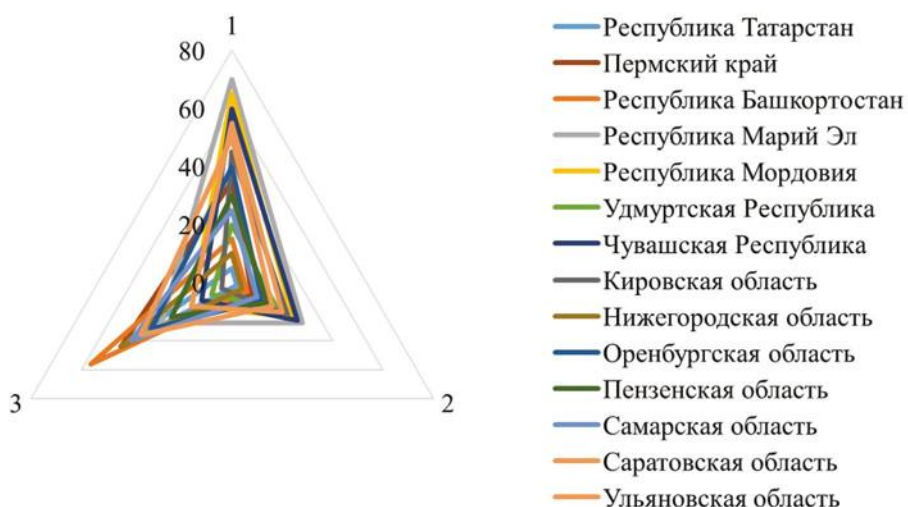 1
80
60
40
20
0
3
2
Республика Татарстан
Пермский край
Республика Башкортостан
Республика Марий Эл
Республика Мордовия
Удмуртская Республика
Чувашская Республика
Кировская область
Нижегородская область
Оренбургская область
Пензенская область
Самарская область
Саратовская область
Ульяновская область